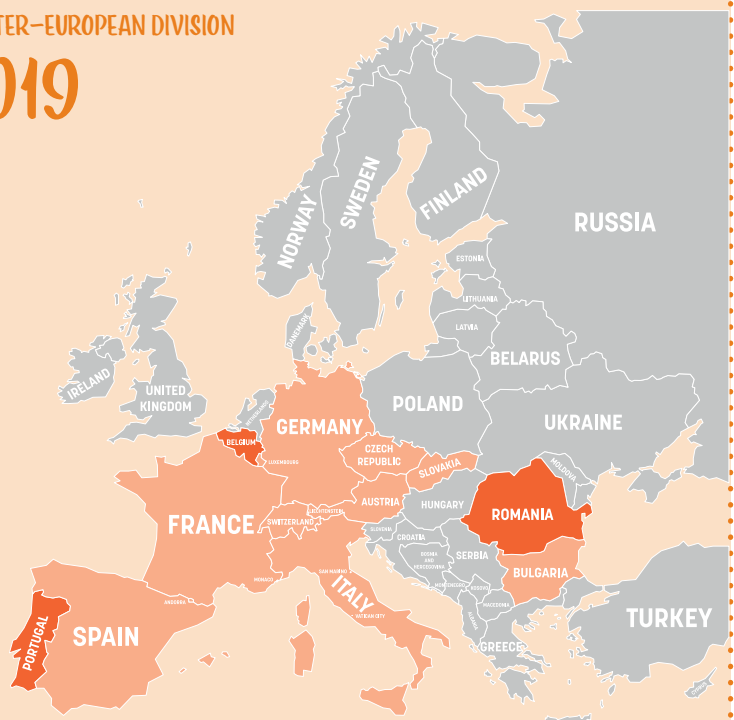 TER-EUROPEAN DIVISION
019
NORWAY
SWEDEN
FINLAND
RUSSIA
ESTONIA
LITHUANIA
LATVIA
DANEMARK
BELARUS
IRELAND
UNITED
KINGDOM
NETHERLANDS
POLAND
GERMANY
UKRAINE
BELGIUM
LUXEMBOURG
CZECH
REPUBLIC
SLOVAKIA
MOLDOVA
AUSTRIA
HUNGARY
ROMANIA
FRANCE
SWITZERLAND
LIECHTENSTEIN
SLOVENIA
CROATIA
BOSNIA
AND
HERZEGOVINA
SERBIA
BULGARIA
MONACO
SAN MARINO
ITALY
VATICAN CITY
MONTENEGRO
KOSOVO
MACEDONIA
ALBANIA
ANDORRA
PORTUGAL
SPAIN
GREECE
TURKEY
CYPRUS